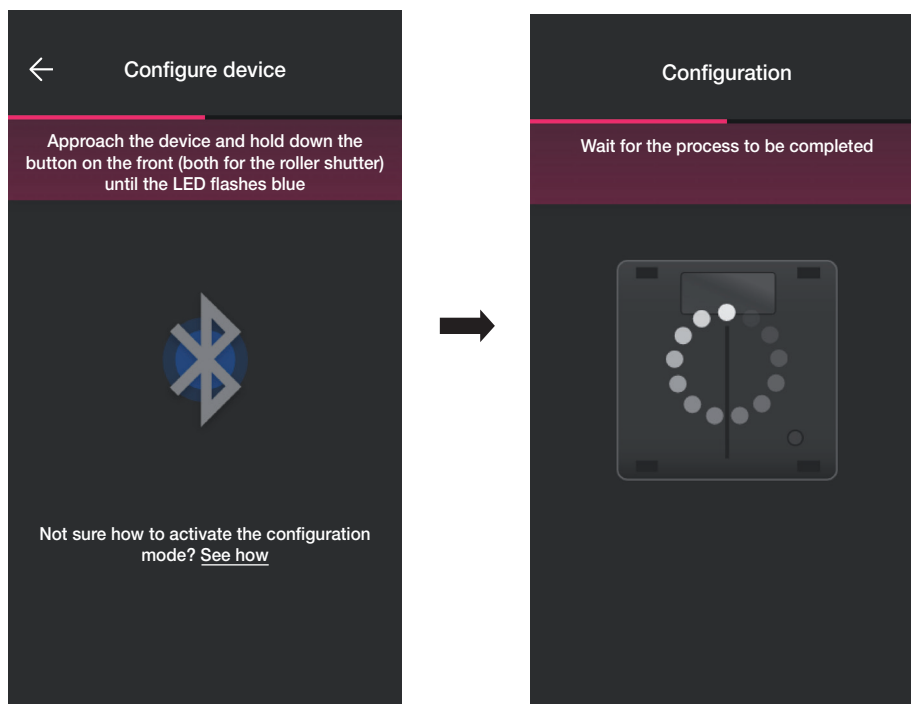 Configure device
Approach the device and hold down the
button on the front (both for the roller shutter)
until the LED flashes blue
Not sure how to activate the configuration
mode? See how
Configuration
Wait for the process to be completed